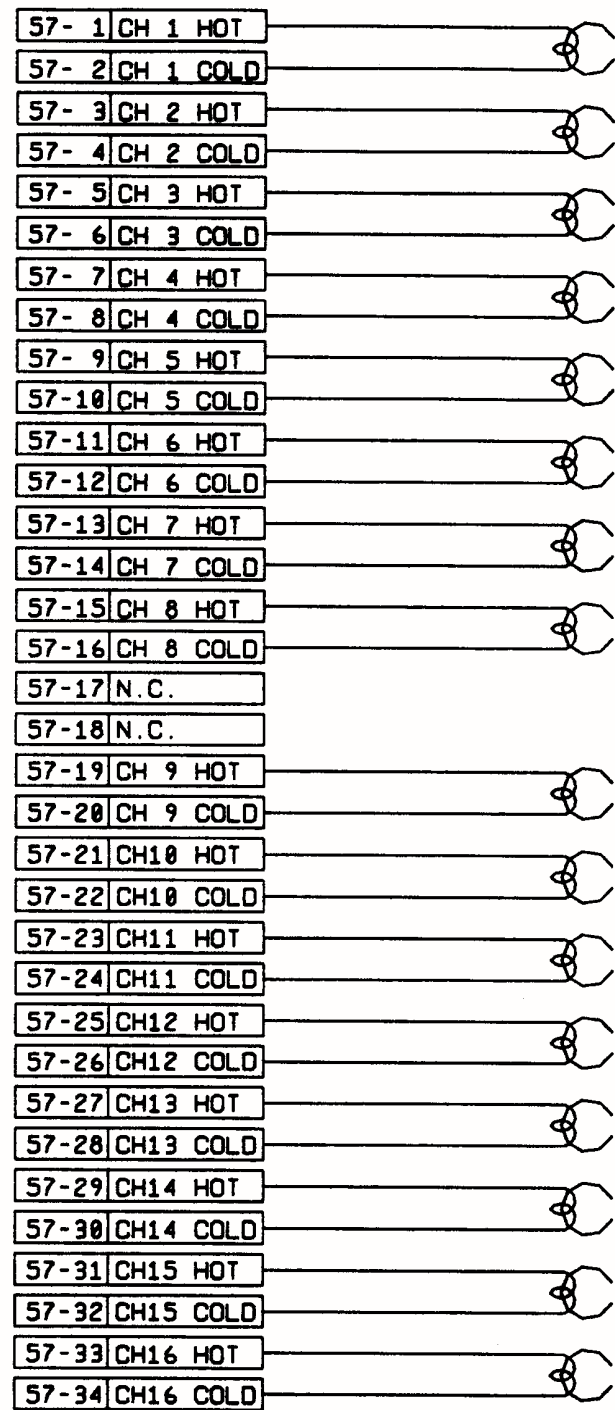 57- 1 CH 1 HOT
57- 2 CH 1 COLD
57- 3 CH 2 HOT
57- 4 CH 2 COLD
57- 5 CH 3 HOT
57- 6 CH 3 COLD
57- 7 CH 4 HOT
57- 8 CH 4 COLD
57- 9 CH 5 HOT
57-10 CH 5 COLD
57-11 CH 6 HOT
57-12 CH 6 COLD
57-13 CH 7 HOT
57-14 CH 7 COLD
57-15 CH 8 HOT
57-16 CH 8 COLD
57-17 N.C.
57-18 N.C.
57-19 CH 9 HOT
57-20 CH 9 COLD
57-21 CH10 HOT
57-22 CH10 COLD
57-23 CH11 HOT
57-24 CH11 COLD
57-25 CH12 HOT
57-26 CH12 COLD
57-27 CH13 HOT
57-28 CH13 COLD
57-29 CH14 HOT
57-30 CH14 COLD
57-31 CH15 HOT
57-32 CH15 COLD
57-33 CH16 HOT
57-34 CH16 COLD